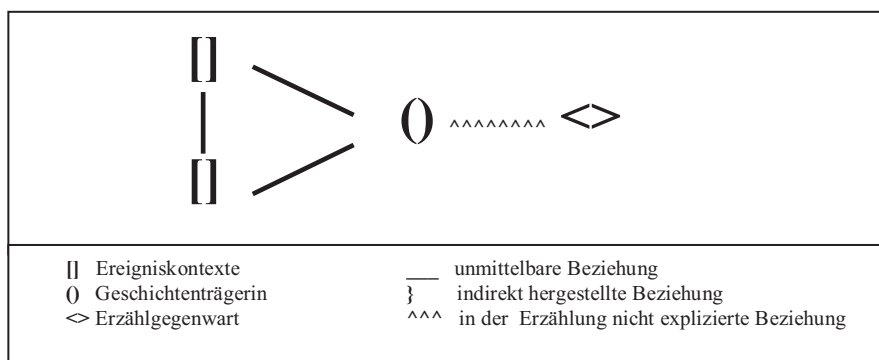 []
() ^^^^^^^^ <>
[]
[] Ereigniskontexte ___ unmittelbare Beziehung
() Geschichtenträgerin } indirekt hergestellte Beziehung
<> Erzählgegenwart ^^^ in der Erzählung nicht explizierte Beziehung